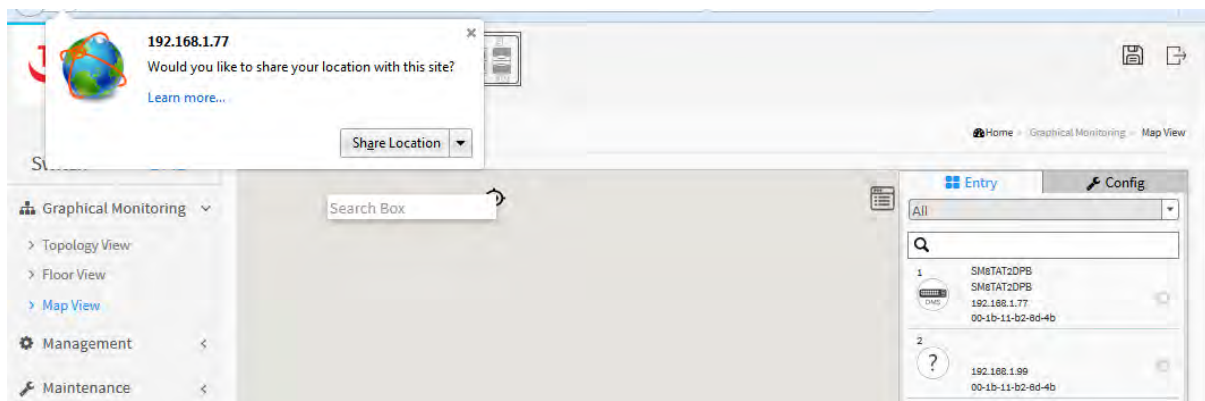 192.168.1.77
Would you like to share your location with this site?
Learn more...
Share Location
Home
Graphical Monitoring
Map View
Graphical Monitoring
Topology View
Floor View
Map View
Management
Maintenance
Search Box
Entry
Config
All
1
SM8TAT2DPB
SM8TAT2DPB
DMS
192.168.1.77
00-1b-11-b2-6d-4b
2
?
192.168.1.99
00-1b-11-b2-6d-4b